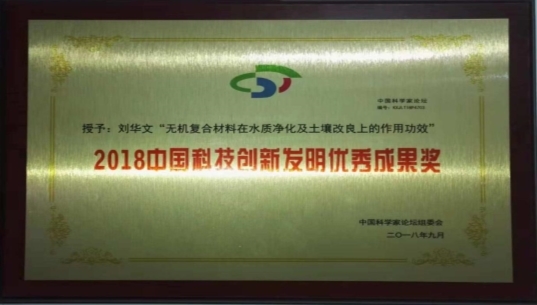 中国科学家论坛
授予：刘华文“无机复合材料在水质净化及土壤改良上的作用功效”
2018中国科技创新发明优秀成果奖
中国科学家论坛组委会
二〇一八年九月